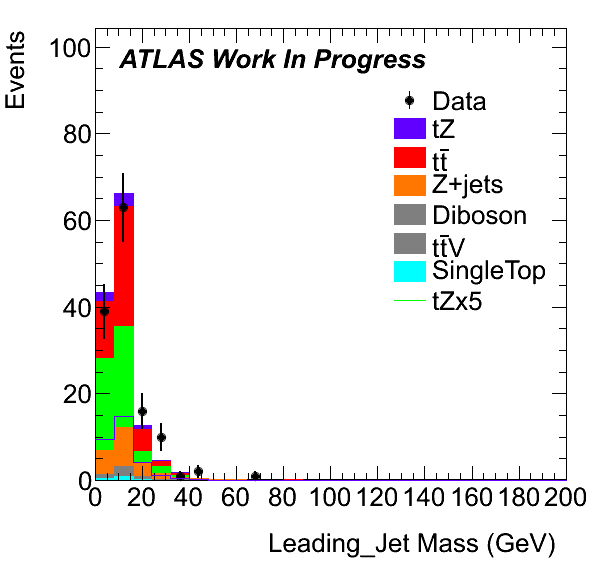 Events
100
80
60
40
20
0
ATLAS Work In Progress
Data
tZ
tt̄
Z+jets
Diboson
tt̄V
SingleTop
tZx5
0 20 40 60 80 100 120 140 160 180 200
Leading_Jet Mass (GeV)